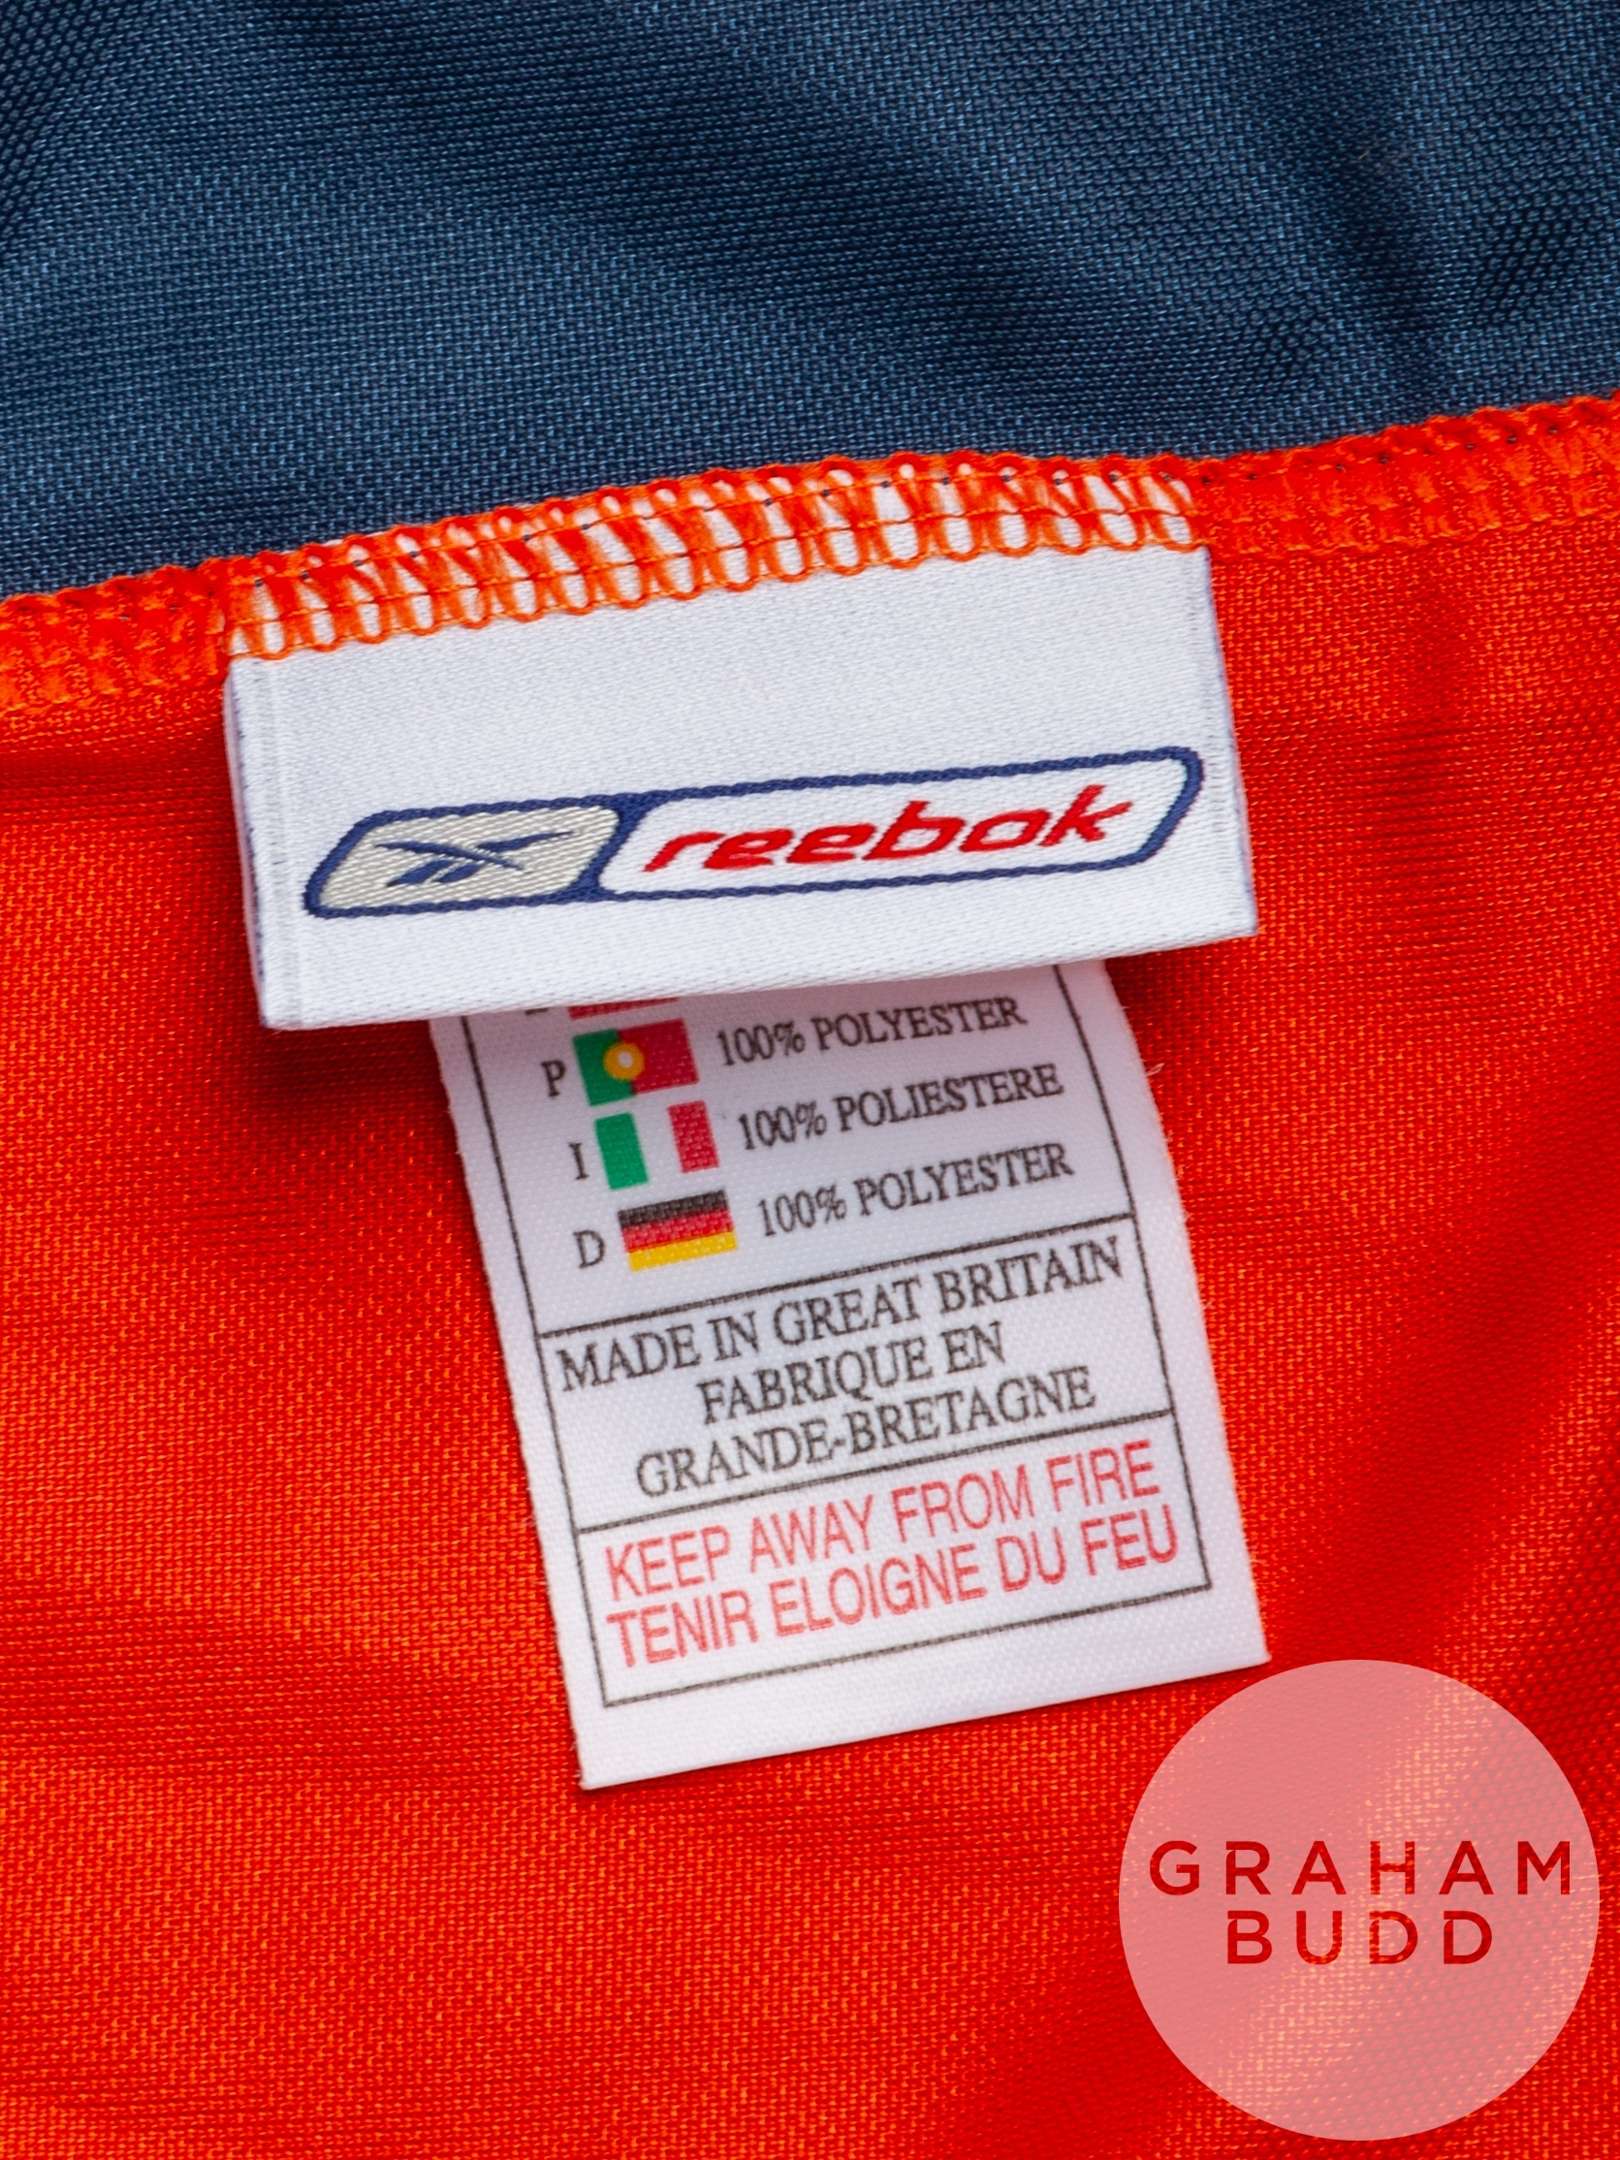 reebok
P 100% POLYESTER
I 100% POLIESTERE
D 100% POLYESTER
MADE IN GREAT BRITAIN
FABRIQUE EN
GRANDE-BRETAGNE
KEEP AWAY FROM FIRE
TENIR ELOIGNE DU FEU
GRAHAM
BUDD